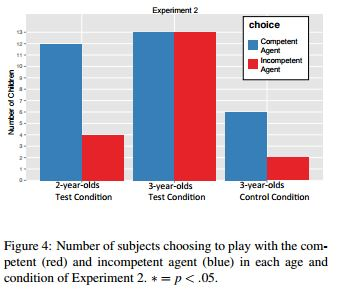 Experiment 2
choice
Competent
Agent
Incompetent
Agent
Number of Children
13
12
11
10
9
8
7
6
5
4
3
2
1
0
2-year-olds
Test Condition
3-year-olds
Test Condition
3-year-olds
Control Condition
Figure 4: Number of subjects choosing to play with the com-
petent (red) and incompetent agent (blue) in each age and
condition of Experiment 2. ∗ = p < .05.